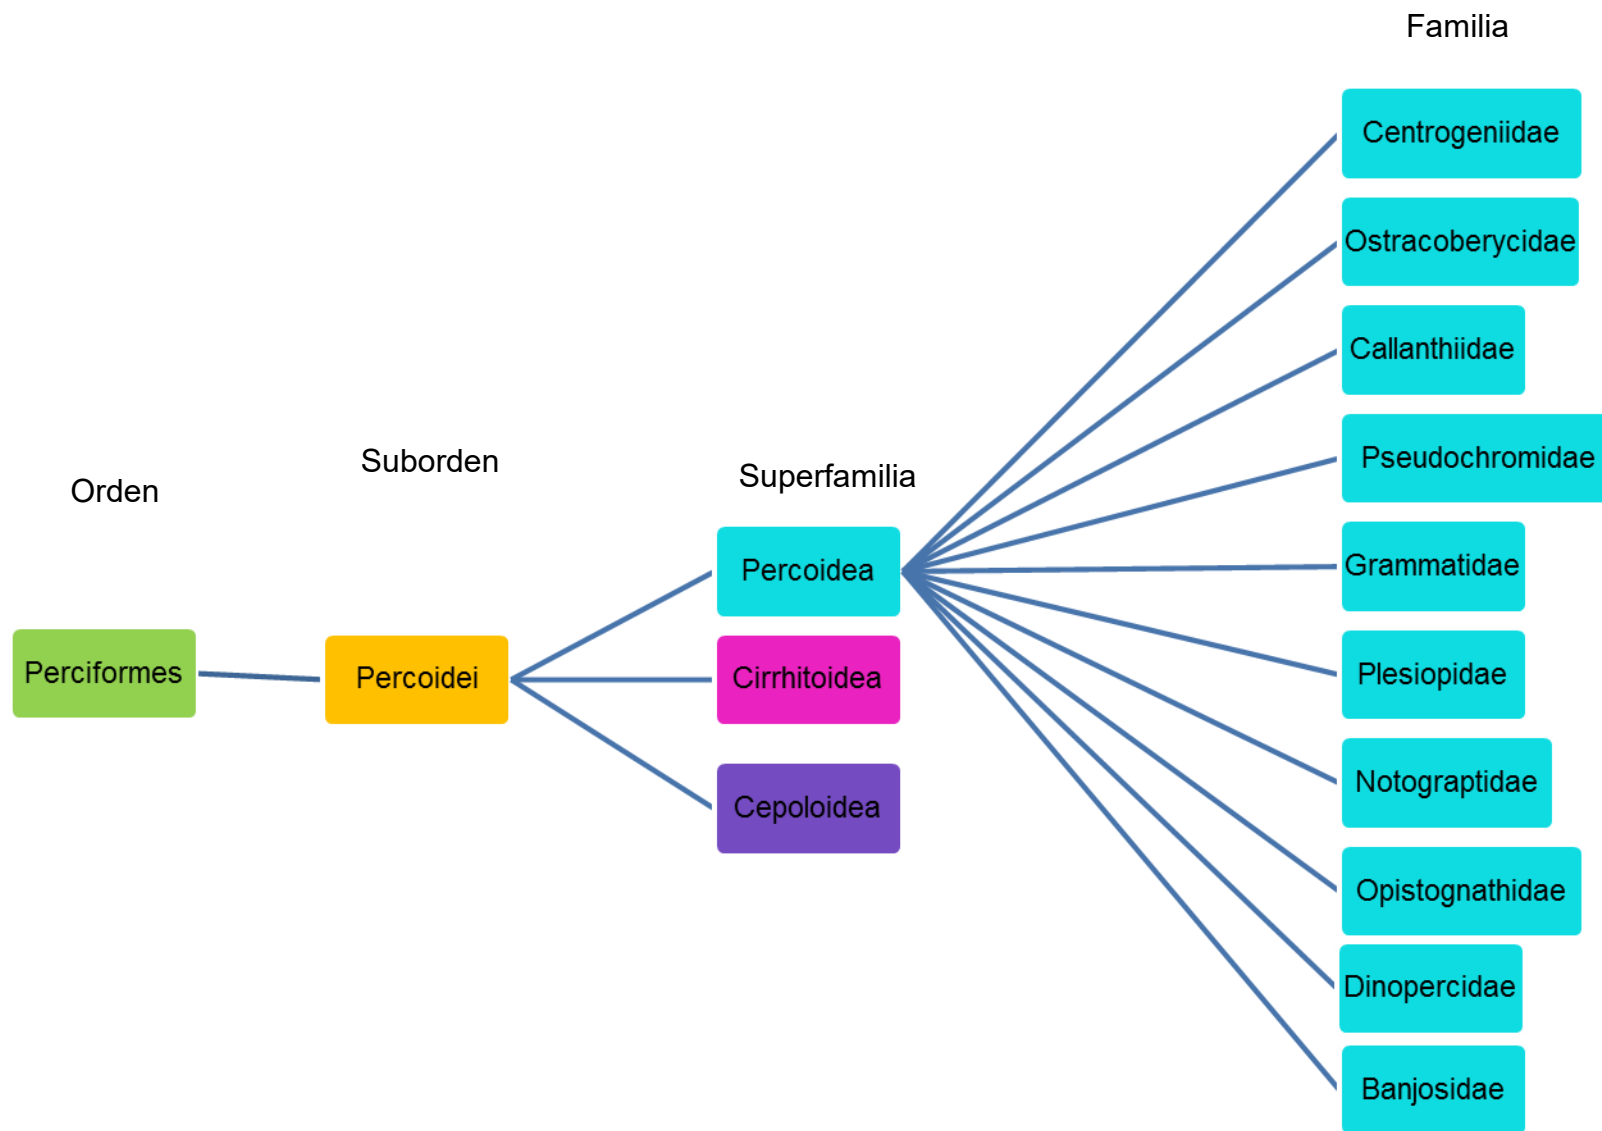 Familia
Centrogeniidae
Ostracoberycidae
Callanthiidae
Pseudochromidae
Suborden
Superfamilia
Orden
Percoidea
Grammatidae
Perciformes
Percoidei
Cirrhitoidea
Plesiopidae
Notograptidae
Cepoloidea
Opistognathidae
Dinopercidae
Banjosidae